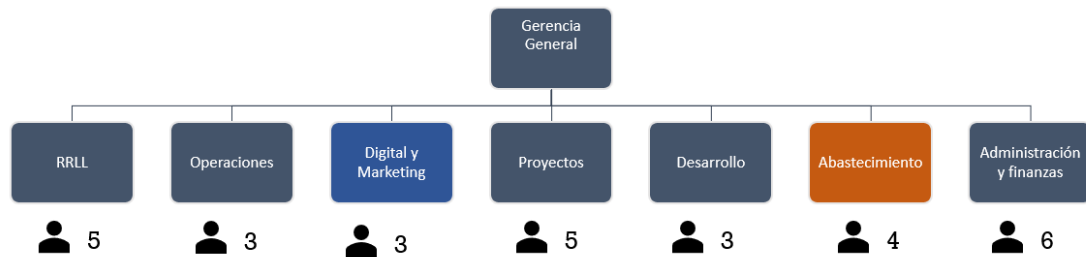 Gerencia
General
RRLL
Operaciones
Digital y
Marketing
Proyectos
Desarrollo
Abastecimiento
Administración
y finanzas
5
3
3
5
3
4
6